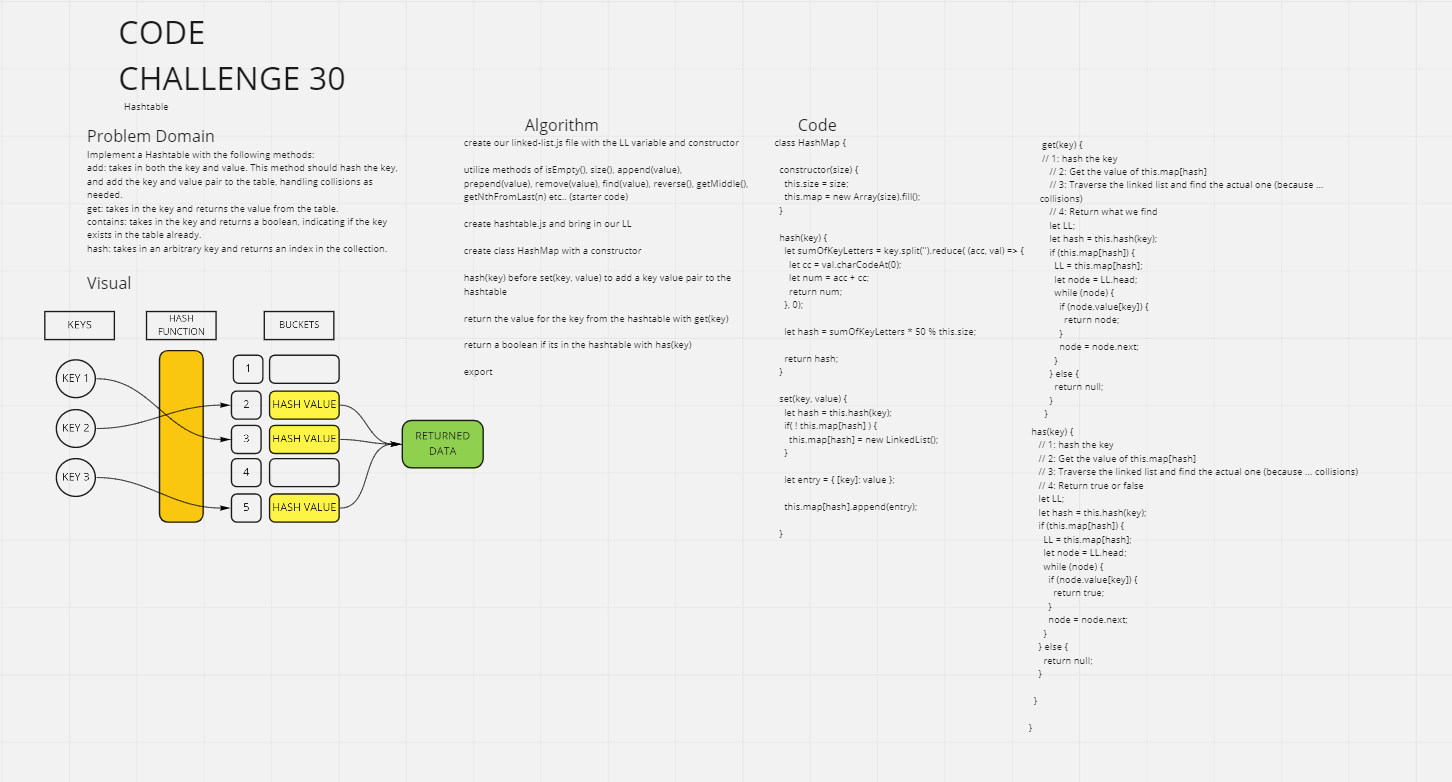 CODE
CHALLENGE 30
Hashtable
Problem Domain
Implement a Hashtable with the following methods:
add: takes in both the key and value. This method should hash the key,
and add the key and value pair to the table, handling collisions as
needed.
get: takes in the key and returns the value from the table.
contains: takes in the key and returns a boolean, indicating if the key
exists in the table already.
hash: takes in an arbitrary key and returns an index in the collection.
Visual
KEYS
HASH
FUNCTION
BUCKETS
KEY 1
KEY 2
KEY 3
1
2
HASH VALUE
3
HASH VALUE
4
5
HASH VALUE
RETURNED
DATA
Algorithm
create our linked-list.js file with the LL variable and constructor
utilize methods of isEmpty(), size(), append(value),
prepend(value), remove(value), find(value), reverse(), getMiddle(),
getNthFromLast(n) etc.. (starter code)
create hashtable.js and bring in our LL
create class HashMap with a constructor
hash(key) before set(key, value) to add a key value pair to the
hashtable
return the value for the key from the hashtable with get(key)
return a boolean if its in the hashtable with has(key)
export
Code
class HashMap {
constructor(size) {
this.size = size;
this.map = new Array(size).fill();
}
hash(key) {
let sumOfKeyLetters = key.split('').reduce( (acc, val) => {
let cc = val.charCodeAt(0);
let num = acc + cc;
return num;
}, 0);
let hash = sumOfKeyLetters * 50 % this.size;
return hash;
}
set(key, value) {
let hash = this.hash(key);
if( ! this.map[hash] ) {
this.map[hash] = new LinkedList();
}
let entry = { [key]: value };
this.map[hash].append(entry);
}
get(key) {
// 1: hash the key
// 2: Get the value of this.map[hash]
// 3: Traverse the linked list and find the actual one (because ...
collisions)
// 4: Return what we find
let LL;
let hash = this.hash(key);
if (this.map[hash]) {
LL = this.map[hash];
let node = LL.head;
while (node) {
if (node.value[key]) {
return node;
}
node = node.next;
}
} else {
return null;
}
}
has(key) {
// 1: hash the key
// 2: Get the value of this.map[hash]
// 3: Traverse the linked list and find the actual one (because ... collisions)
// 4: Return true or false
let LL;
let hash = this.hash(key);
if (this.map[hash]) {
LL = this.map[hash];
let node = LL.head;
while (node) {
if (node.value[key]) {
return true;
}
node = node.next;
}
} else {
return null;
}
}
}